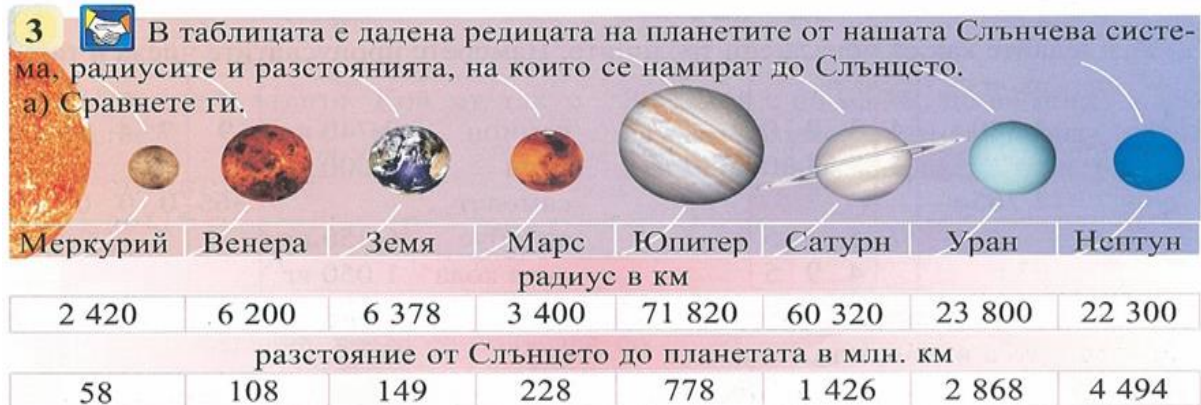 3 В таблицата е дадена редицата на планетите от нашата Слънчева систе-
ма, радиусите и разстоянията, на които се намират до Слънцето.
а) Сравнете ги.
Меркурий Венера Земя Марс Юпитер Сатурн Уран Нептун
радиус в км
2 420 6 200 6 378 3 400 71 820 60 320 23 800 22 300
разстояние от Слънцето до планетата в млн. км
58 108 149 228 778 1 426 2 868 4 494